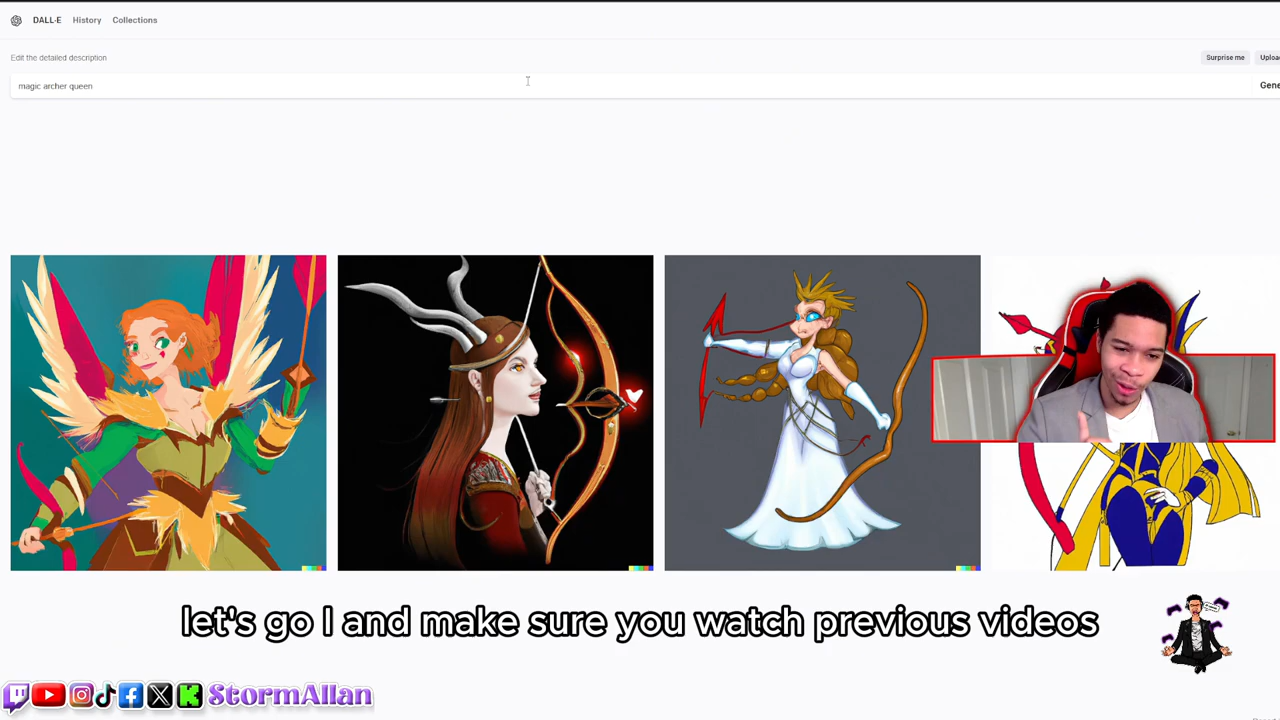 DALL·E History Collections
Edit the detailed description
Surprise me
magic archer queen
let's go I and make sure you watch previous videos
StormAllan